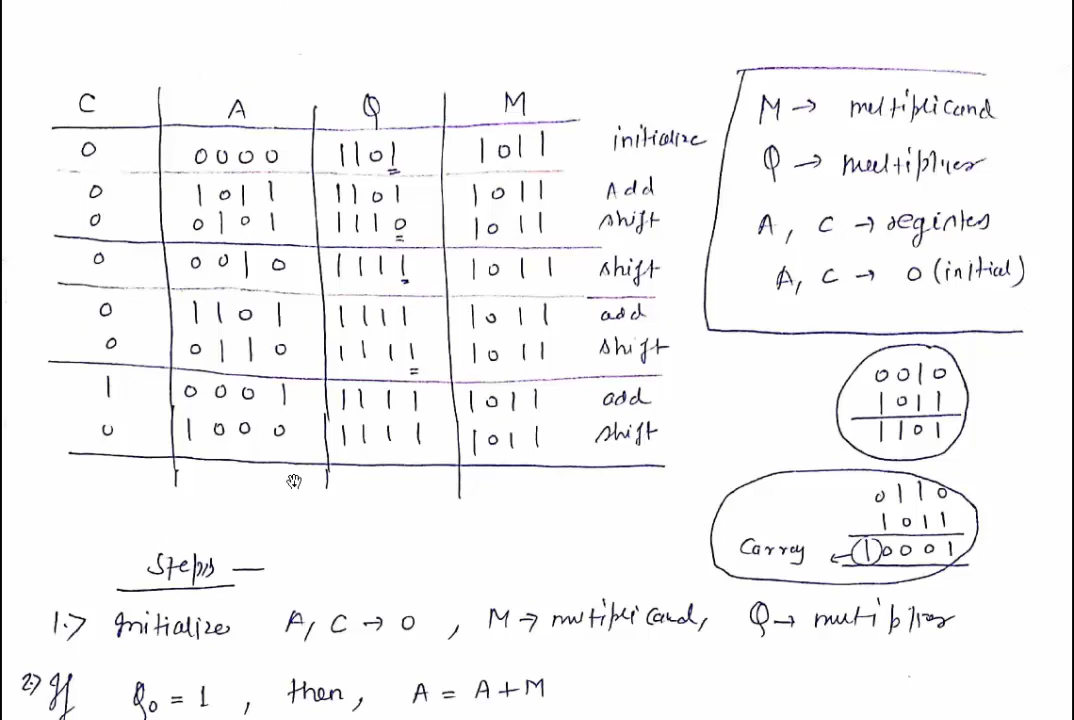 C A Q M
0 0000 1101 1011 initialize
0 1011 1101 1011 Add
0 0101 1110 1011 shift
0 0010 1111 1011 shift
0 1101 1111 1011 add
0 0110 1111 1011 shift
1 0001 1111 1011 add
0 1000 1111 1011 shift
M → multiplicand
Q → multiplier
A, C → registers
A, C → 0 (initial)
0010
1011
1101
0110
1011
Carray ← (1)0001
Steps —
1.) Initialize A, C → 0 , M → multiplicand, Q → multiplier
2.) If Q0 = 1 , then , A = A + M